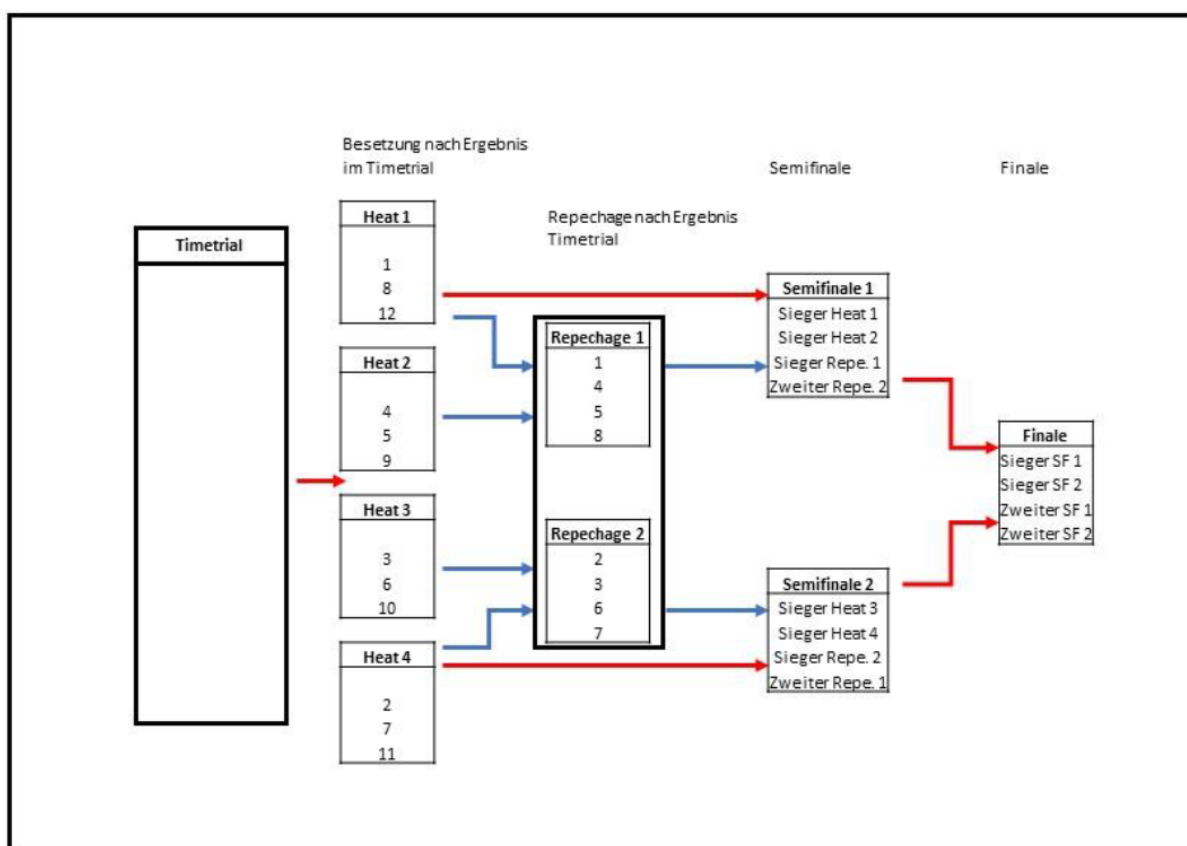 Besetzung nach Ergebnis
im Timetrial
Semifinale
Finale
Repechage nach Ergebnis
Timetrial
Timetrial
Heat 1
1
8
12
Heat 2
4
5
9
Heat 3
3
6
10
Heat 4
2
7
11
Repechage 1
1
4
5
8
Repechage 2
2
3
6
7
Semifinale 1
Sieger Heat 1
Sieger Heat 2
Sieger Repe. 1
Zweiter Repe. 2
Semifinale 2
Sieger Heat 3
Sieger Heat 4
Sieger Repe. 2
Zweiter Repe. 1
Finale
Sieger SF 1
Sieger SF 2
Zweiter SF 1
Zweiter SF 2